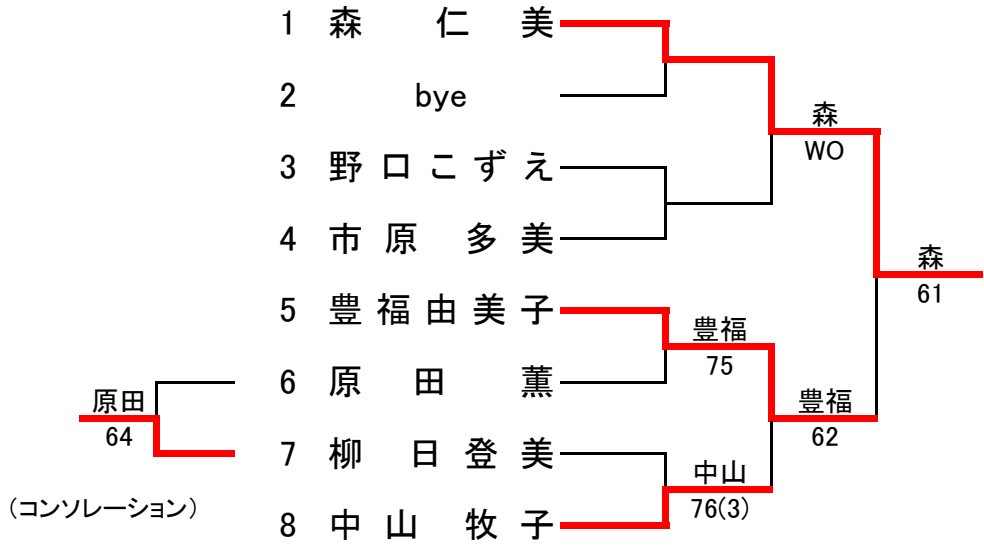 1 森 仁 美
2 bye
森
WO
3 野口こずえ
4 市原 多美
森
61
5 豊福由美子
豊福
75
6 原田 薫
原田
64
豊福
62
7 柳 日登美
中山
76(3)
(コンソレーション)
8 中山 牧子